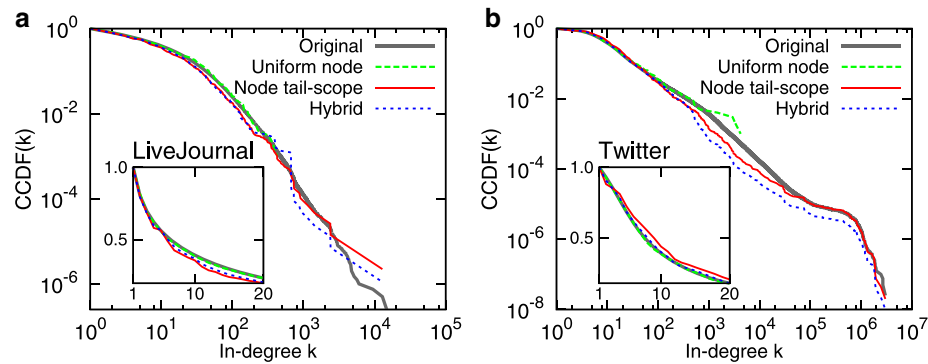 a
CCDF(k)
10^0
10^-2
10^-4
10^-6
Original
Uniform node
Node tail-scope
Hybrid
LiveJournal
1.0
0.5
1 10 20
10^0 10^1 10^2 10^3 10^4 10^5
In-degree k
b
CCDF(k)
10^0
10^-2
10^-4
10^-6
10^-8
Original
Uniform node
Node tail-scope
Hybrid
Twitter
1.0
0.5
1 10 20
10^0 10^1 10^2 10^3 10^4 10^5 10^6 10^7
In-degree k